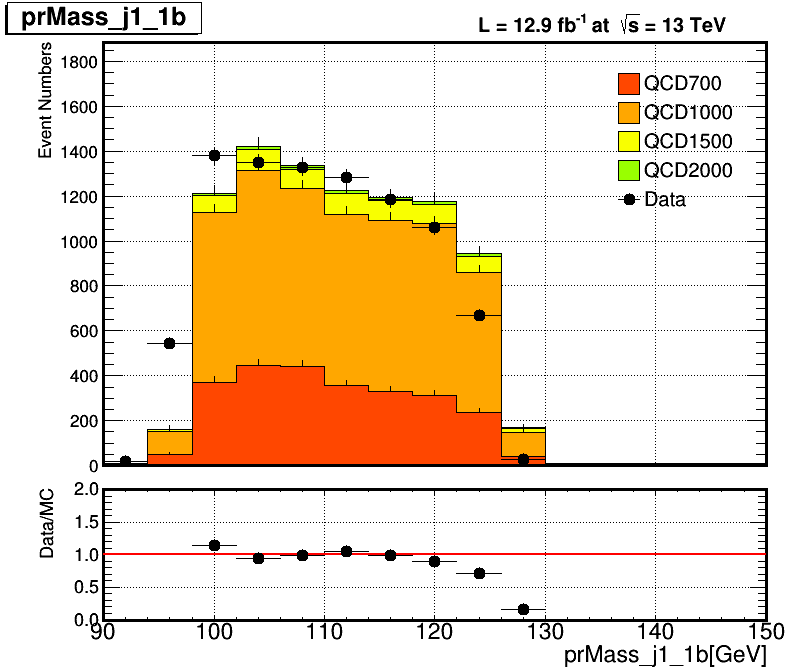 prMass_j1_1b
L = 12.9 fb-1 at √s = 13 TeV
Event Numbers
1800
1600
1400
1200
1000
800
600
400
200
0
QCD700
QCD1000
QCD1500
QCD2000
Data
Data/MC
2.0
1.5
1.0
0.5
0.0
90 100 110 120 130 140 150
prMass_j1_1b[GeV]